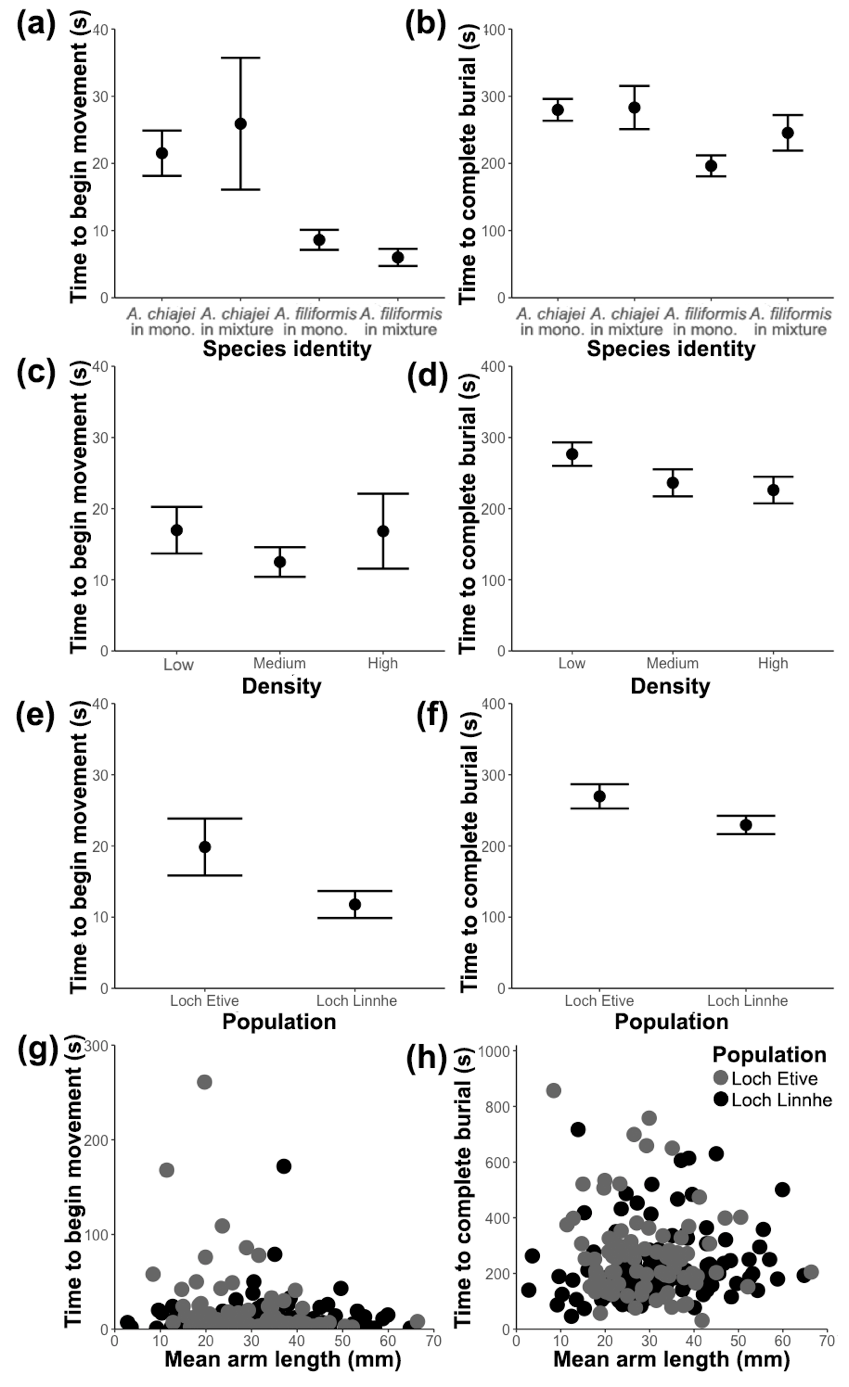 (a)
Time to begin movement (s)
40
30
20
10
0
A. chiajei A. chiajei A. filiformis A. filiformis
in mono. in mixture in mono. in mixture
Species identity
(b)
Time to complete burial (s)
400
300
200
100
0
A. chiajei A. chiajei A. filiformis A. filiformis
in mono. in mixture in mono. in mixture
Species identity
(c)
Time to begin movement (s)
40
30
20
10
0
Low Medium High
Density
(d)
Time to complete burial (s)
400
300
200
100
0
Low Medium High
Density
(e)
Time to begin movement (s)
40
30
20
10
0
Loch Etive Loch Linnhe
Population
(f)
Time to complete burial (s)
400
300
200
100
0
Loch Etive Loch Linnhe
Population
(g)
Time to begin movement (s)
300
200
100
0
0 10 20 30 40 50 60 70
Mean arm length (mm)
(h)
Time to complete burial (s)
1000
800
600
400
200
0
0 10 20 30 40 50 60 70
Mean arm length (mm)
Population
Loch Etive
Loch Linnhe